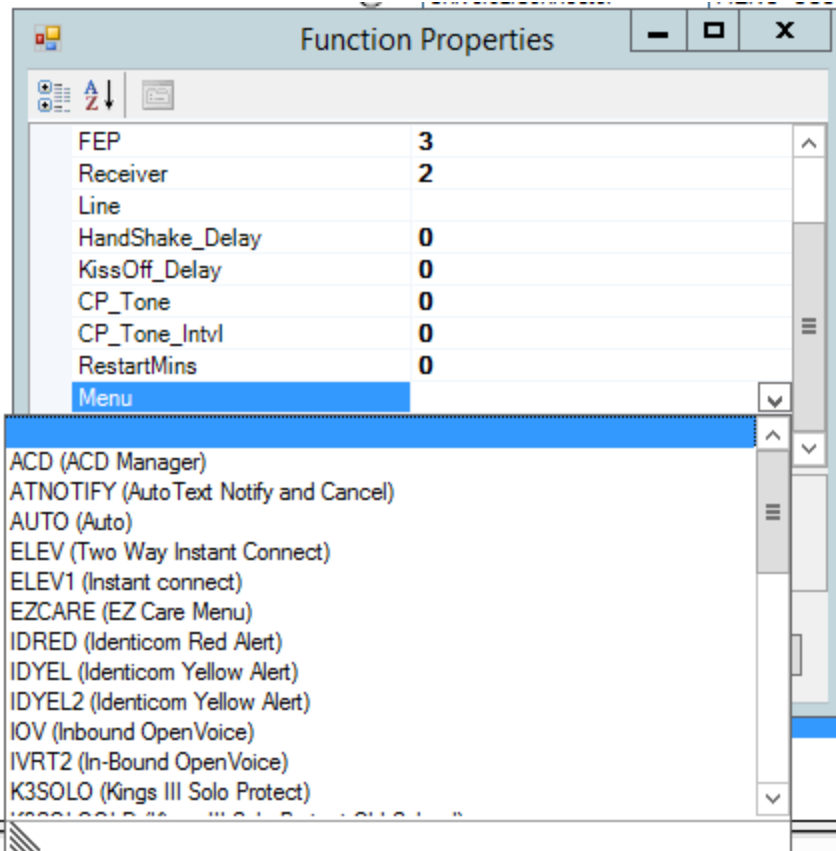 Function Properties
FEP 3
Receiver 2
Line
HandShake_Delay 0
KissOff_Delay 0
CP_Tone 0
CP_Tone_Intvl 0
RestartMins 0
Menu
ACD (ACD Manager)
ATNOTIFY (AutoText Notify and Cancel)
AUTO (Auto)
ELEV (Two Way Instant Connect)
ELEV1 (Instant connect)
EZCARE (EZ Care Menu)
IDRED (Identicom Red Alert)
IDYEL (Identicom Yellow Alert)
IDYEL2 (Identicom Yellow Alert)
IOV (Inbound OpenVoice)
IVRT2 (In-Bound OpenVoice)
K3SOLO (Kings III Solo Protect)